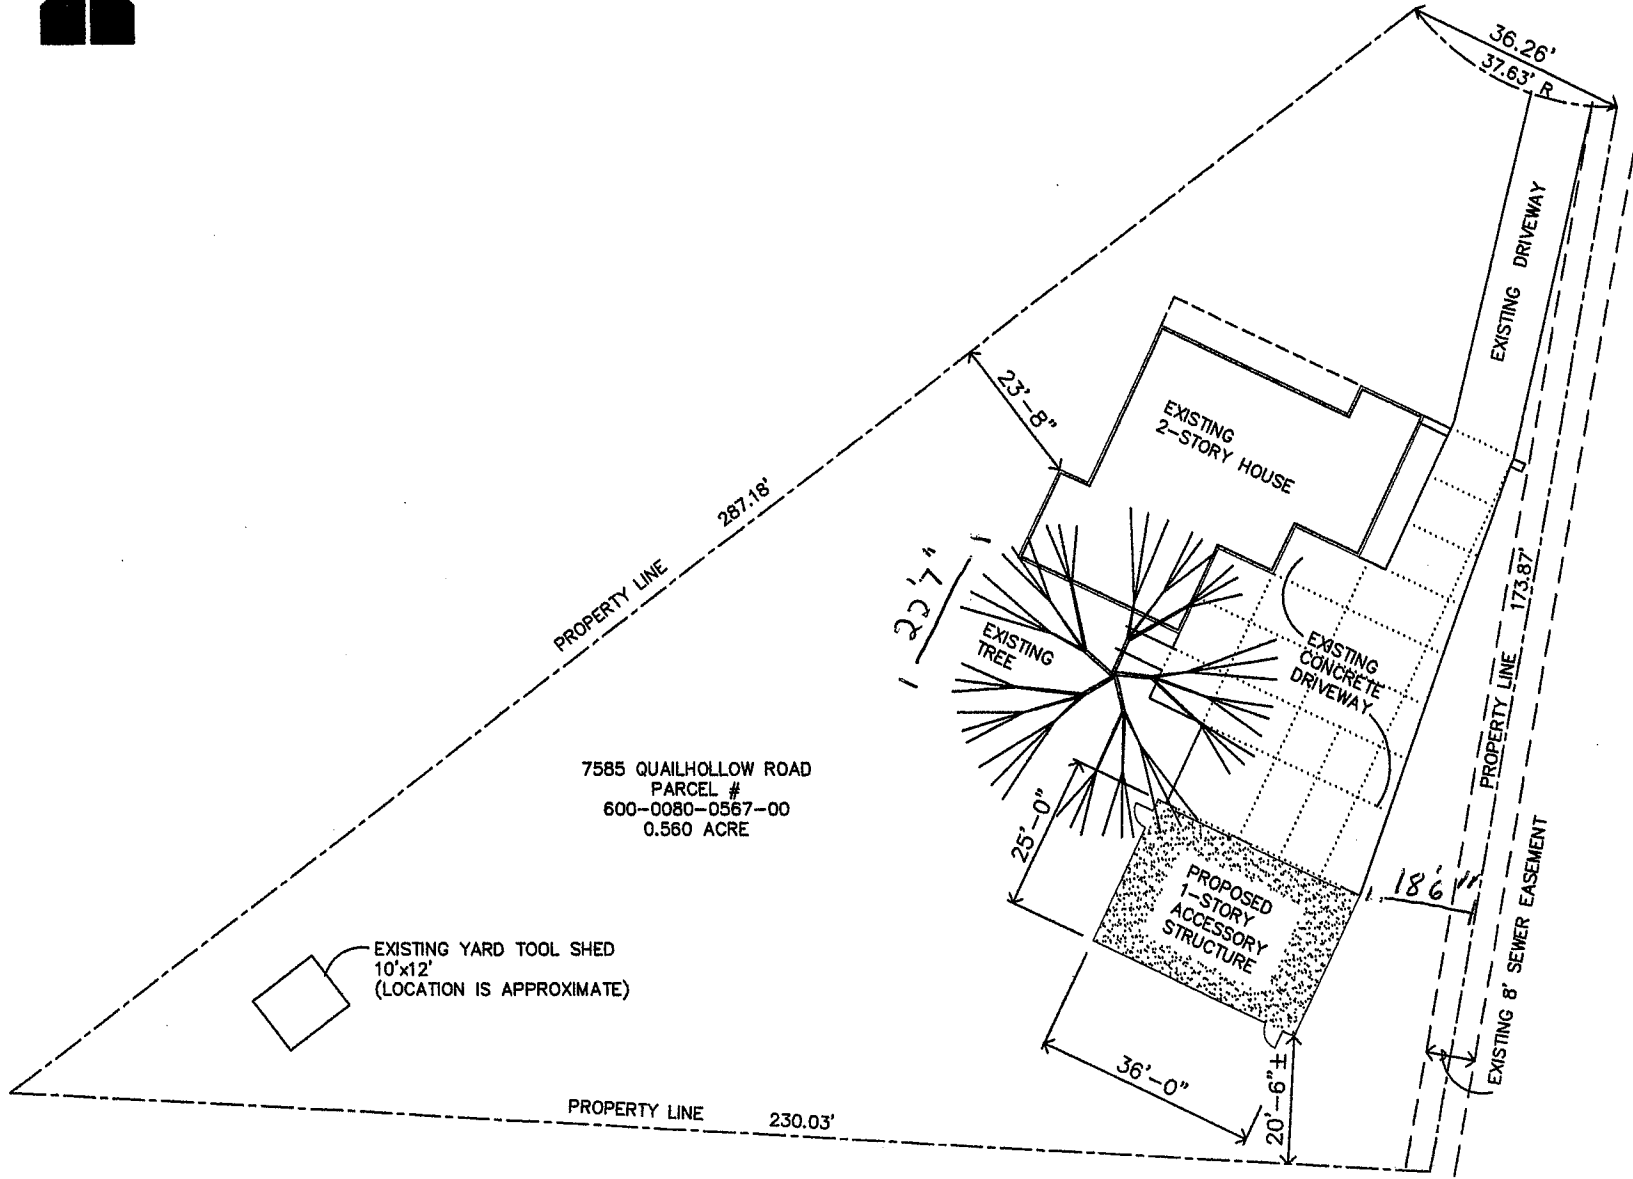 36.26'
37.63' R
EXISTING DRIVEWAY
23'-8"
EXISTING
2-STORY HOUSE
287.18'
PROPERTY LINE
22'7"
EXISTING
TREE
EXISTING
CONCRETE
DRIVEWAY
PROPERTY LINE 173.87'
7585 QUAILHOLLOW ROAD
PARCEL #
600-0080-0567-00
0.560 ACRE
25'-0"
PROPOSED
1-STORY
ACCESSORY
STRUCTURE
18'6"
EXISTING 8' SEWER EASEMENT
EXISTING YARD TOOL SHED
10'x12'
(LOCATION IS APPROXIMATE)
36'-0"
20'-6"±
PROPERTY LINE 230.03'